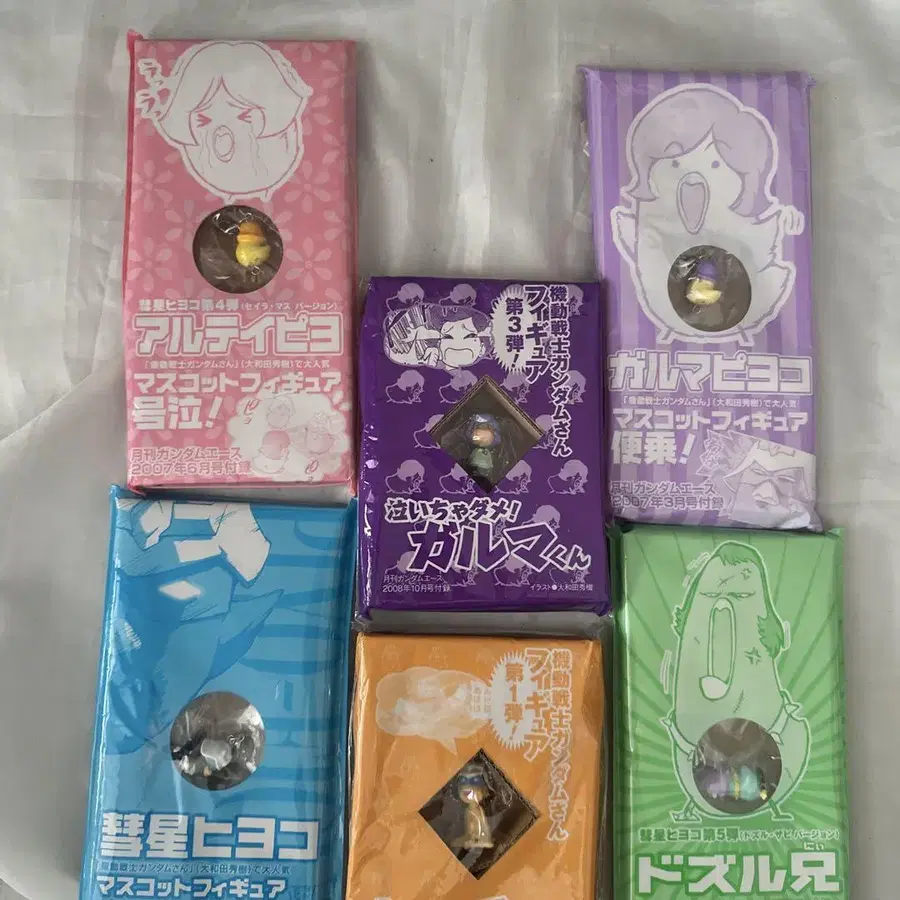 彗星ヒヨコ第4弾(セイラ・マス バージョン)
アルテイピヨ
「機動戦士ガンダムさん」(大和田秀樹)で大人気
マスコットフィギュア
号泣!
月刊ガンダムエース
2007年6月号付録
機動戦士ガンダムさん
フィギュア
第3弾!
泣いちゃダメ!
ガルマくん
月刊ガンダムエース
2008年10月号付録
イラスト●大和田秀樹
ガルマピヨコ
「機動戦士ガンダムさん」(大和田秀樹)で大人気
マスコットフィギュア
便乗!
月刊ガンダムエース
2007年3月号付録
彗星ヒヨコ
「機動戦士ガンダムさん」(大和田秀樹)で大人気
マスコットフィギュア
機動戦士ガンダムさん
フィギュア
第1弾!
彗星ヒヨコ第5弾(ドズル・ザビ バージョン)
にい
ドズル兄